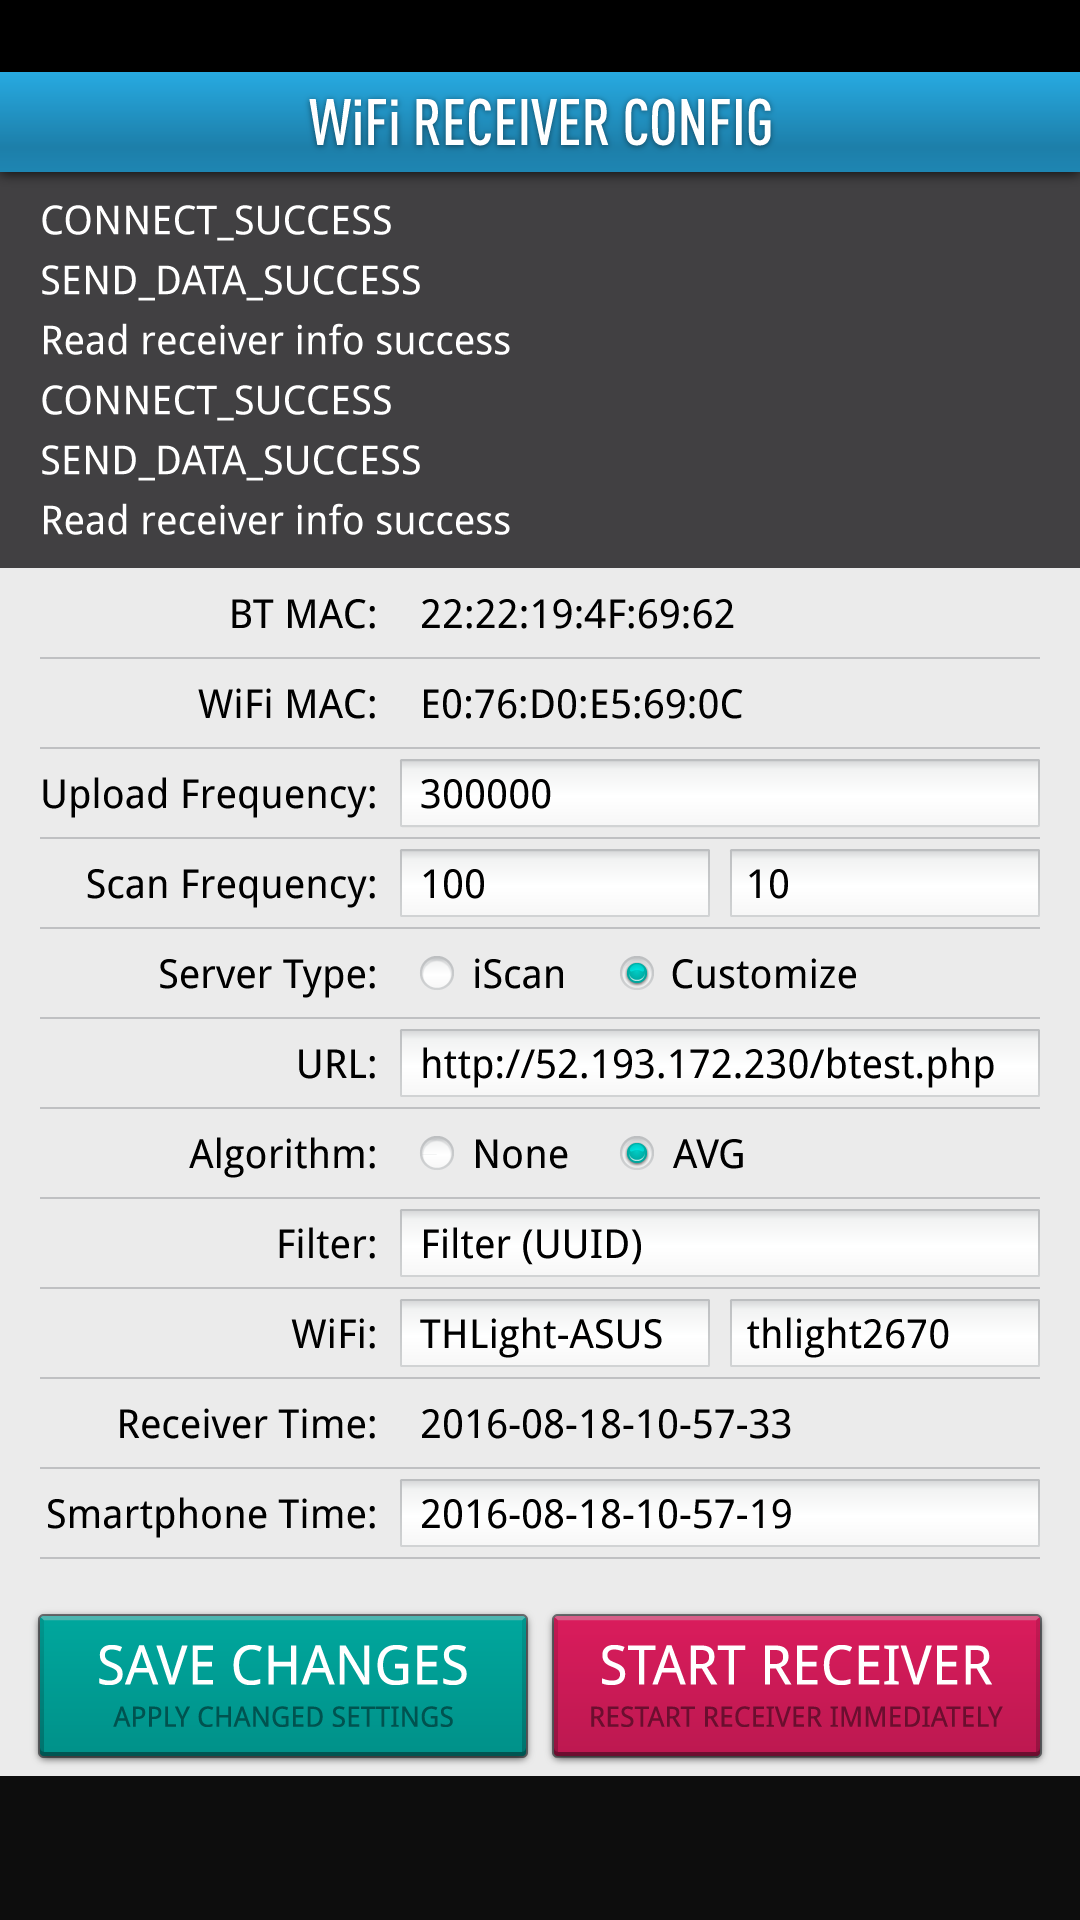 WiFi RECEIVER CONFIG
CONNECT_SUCCESS
SEND_DATA_SUCCESS
Read receiver info success
CONNECT_SUCCESS
SEND_DATA_SUCCESS
Read receiver info success
BT MAC: 22:22:19:4F:69:62
WiFi MAC: E0:76:D0:E5:69:0C
Upload Frequency: 300000
Scan Frequency: 100 10
Server Type: iScan Customize
URL: http://52.193.172.230/btest.php
Algorithm: None AVG
Filter: Filter (UUID)
WiFi: THLight-ASUS thlight2670
Receiver Time: 2016-08-18-10-57-33
Smartphone Time: 2016-08-18-10-57-19
SAVE CHANGES START RECEIVER
APPLY CHANGED SETTINGS RESTART RECEIVER IMMEDIATELY